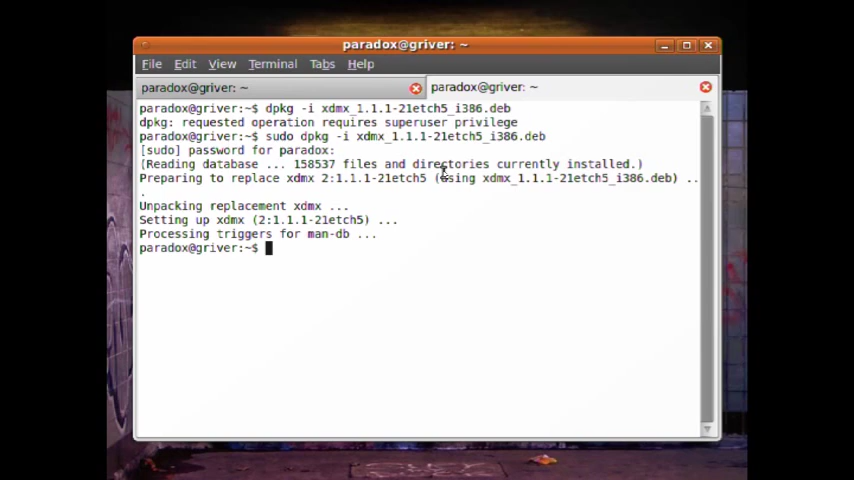 paradox@griver: ~
File Edit View Terminal Tabs Help
paradox@griver: ~ paradox@griver: ~
paradox@griver:~$ dpkg -i xdmx_1.1.1-21etch5_i386.deb
dpkg: requested operation requires superuser privilege
paradox@griver:~$ sudo dpkg -i xdmx_1.1.1-21etch5_i386.deb
[sudo] password for paradox:
(Reading database ... 158537 files and directories currently installed.)
Preparing to replace xdmx 2:1.1.1-21etch5 (using xdmx_1.1.1-21etch5_i386.deb) ..
.
Unpacking replacement xdmx ...
Setting up xdmx (2:1.1.1-21etch5) ...
Processing triggers for man-db ...
paradox@griver:~$